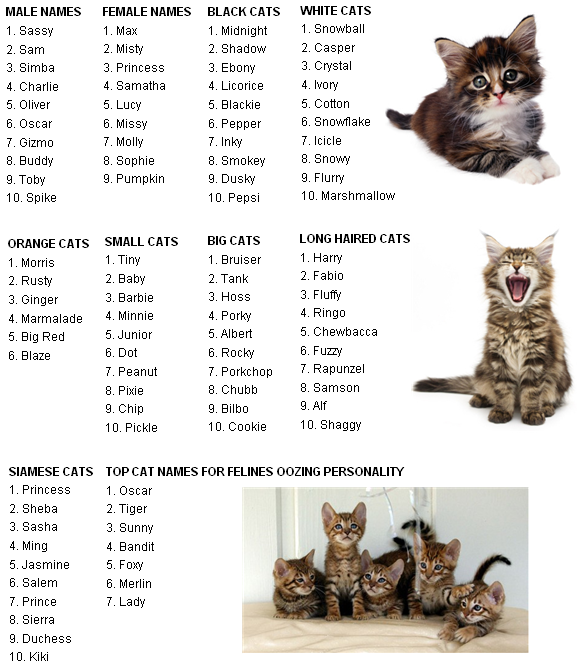 MALE NAMES
1. Sassy
2. Sam
3. Simba
4. Charlie
5. Oliver
6. Oscar
7. Gizmo
8. Buddy
9. Toby
10. Spike
FEMALE NAMES
1. Max
2. Misty
3. Princess
4. Samatha
5. Lucy
6. Missy
7. Molly
8. Sophie
9. Pumpkin
BLACK CATS
1. Midnight
2. Shadow
3. Ebony
4. Licorice
5. Blackie
6. Pepper
7. Inky
8. Smokey
9. Dusky
10. Pepsi
WHITE CATS
1. Snowball
2. Casper
3. Crystal
4. Ivory
5. Cotton
6. Snowflake
7. Icicle
8. Snowy
9. Flurry
10. Marshmallow
ORANGE CATS
1. Morris
2. Rusty
3. Ginger
4. Marmalade
5. Big Red
6. Blaze
SMALL CATS
1. Tiny
2. Baby
3. Barbie
4. Minnie
5. Junior
6. Dot
7. Peanut
8. Pixie
9. Chip
10. Pickle
BIG CATS
1. Bruiser
2. Tank
3. Hoss
4. Porky
5. Albert
6. Rocky
7. Porkchop
8. Chubb
9. Bilbo
10. Cookie
LONG HAIRED CATS
1. Harry
2. Fabio
3. Fluffy
4. Ringo
5. Chewbacca
6. Fuzzy
7. Rapunzel
8. Samson
9. Alf
10. Shaggy
SIAMESE CATS
1. Princess
2. Sheba
3. Sasha
4. Ming
5. Jasmine
6. Salem
7. Prince
8. Sierra
9. Duchess
10. Kiki
TOP CAT NAMES FOR FELINES OOZING PERSONALITY
1. Oscar
2. Tiger
3. Sunny
4. Bandit
5. Foxy
6. Merlin
7. Lady